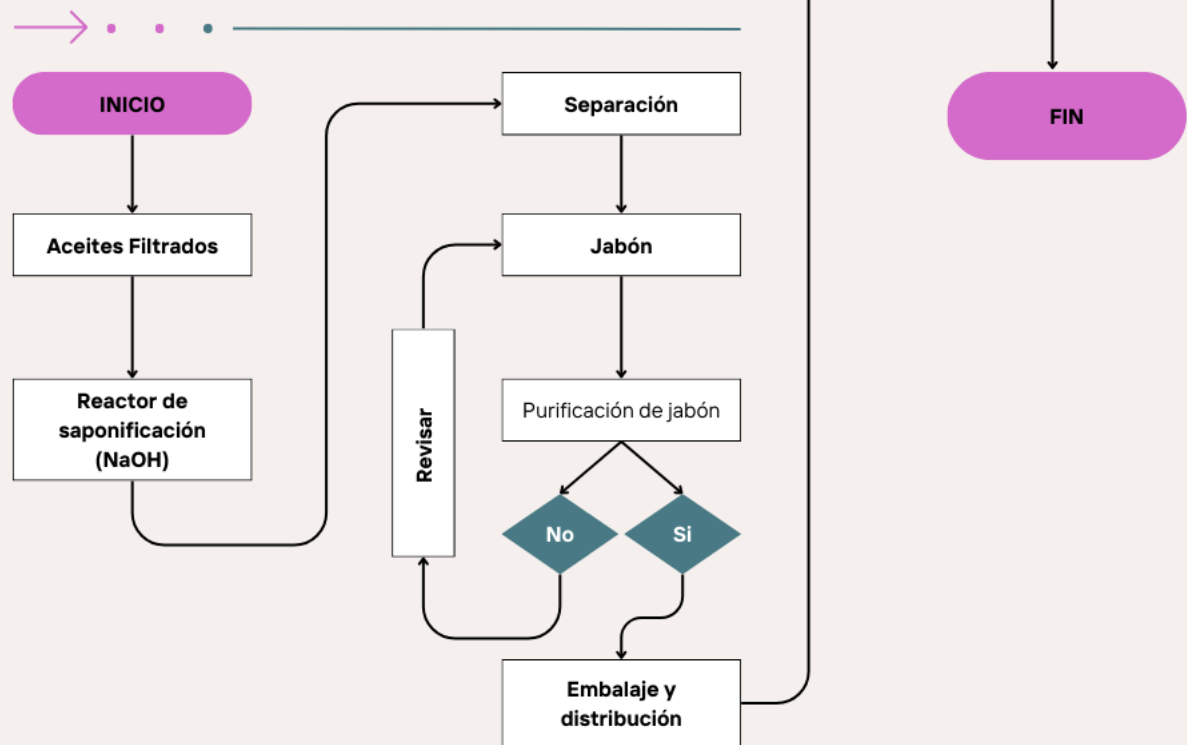 INICIO
Aceites Filtrados
Reactor de
saponificación
(NaOH)
Separación
Jabón
Revisar
Purificación de jabón
No
Si
Embalaje y
distribución
FIN